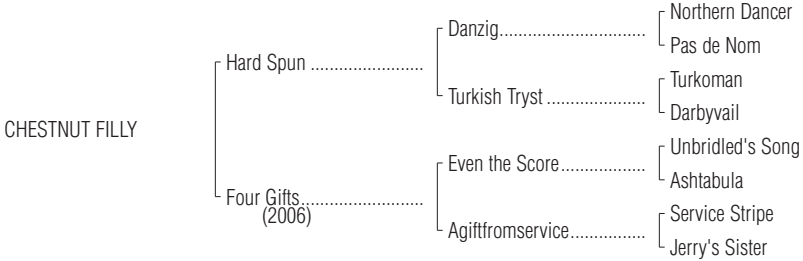 Northern Dancer
Danzig..............................
Pas de Nom
Hard Spun .......................
Turkoman
Turkish Tryst .....................
Darbyvail
CHESTNUT FILLY
Unbridled's Song
Even the Score..................
Ashtabula
Four Gifts.........................
(2006)
Service Stripe
Agiftfromservice................
Jerry's Sister